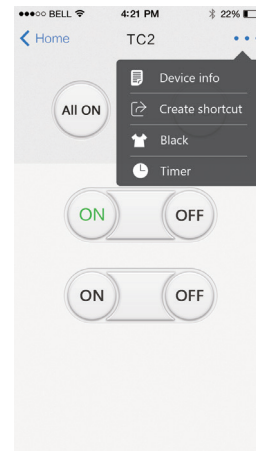 BELL 4:21 PM 22%
Home TC2
Device info
All ON
Create shortcut
Black
Timer
ON OFF
ON OFF